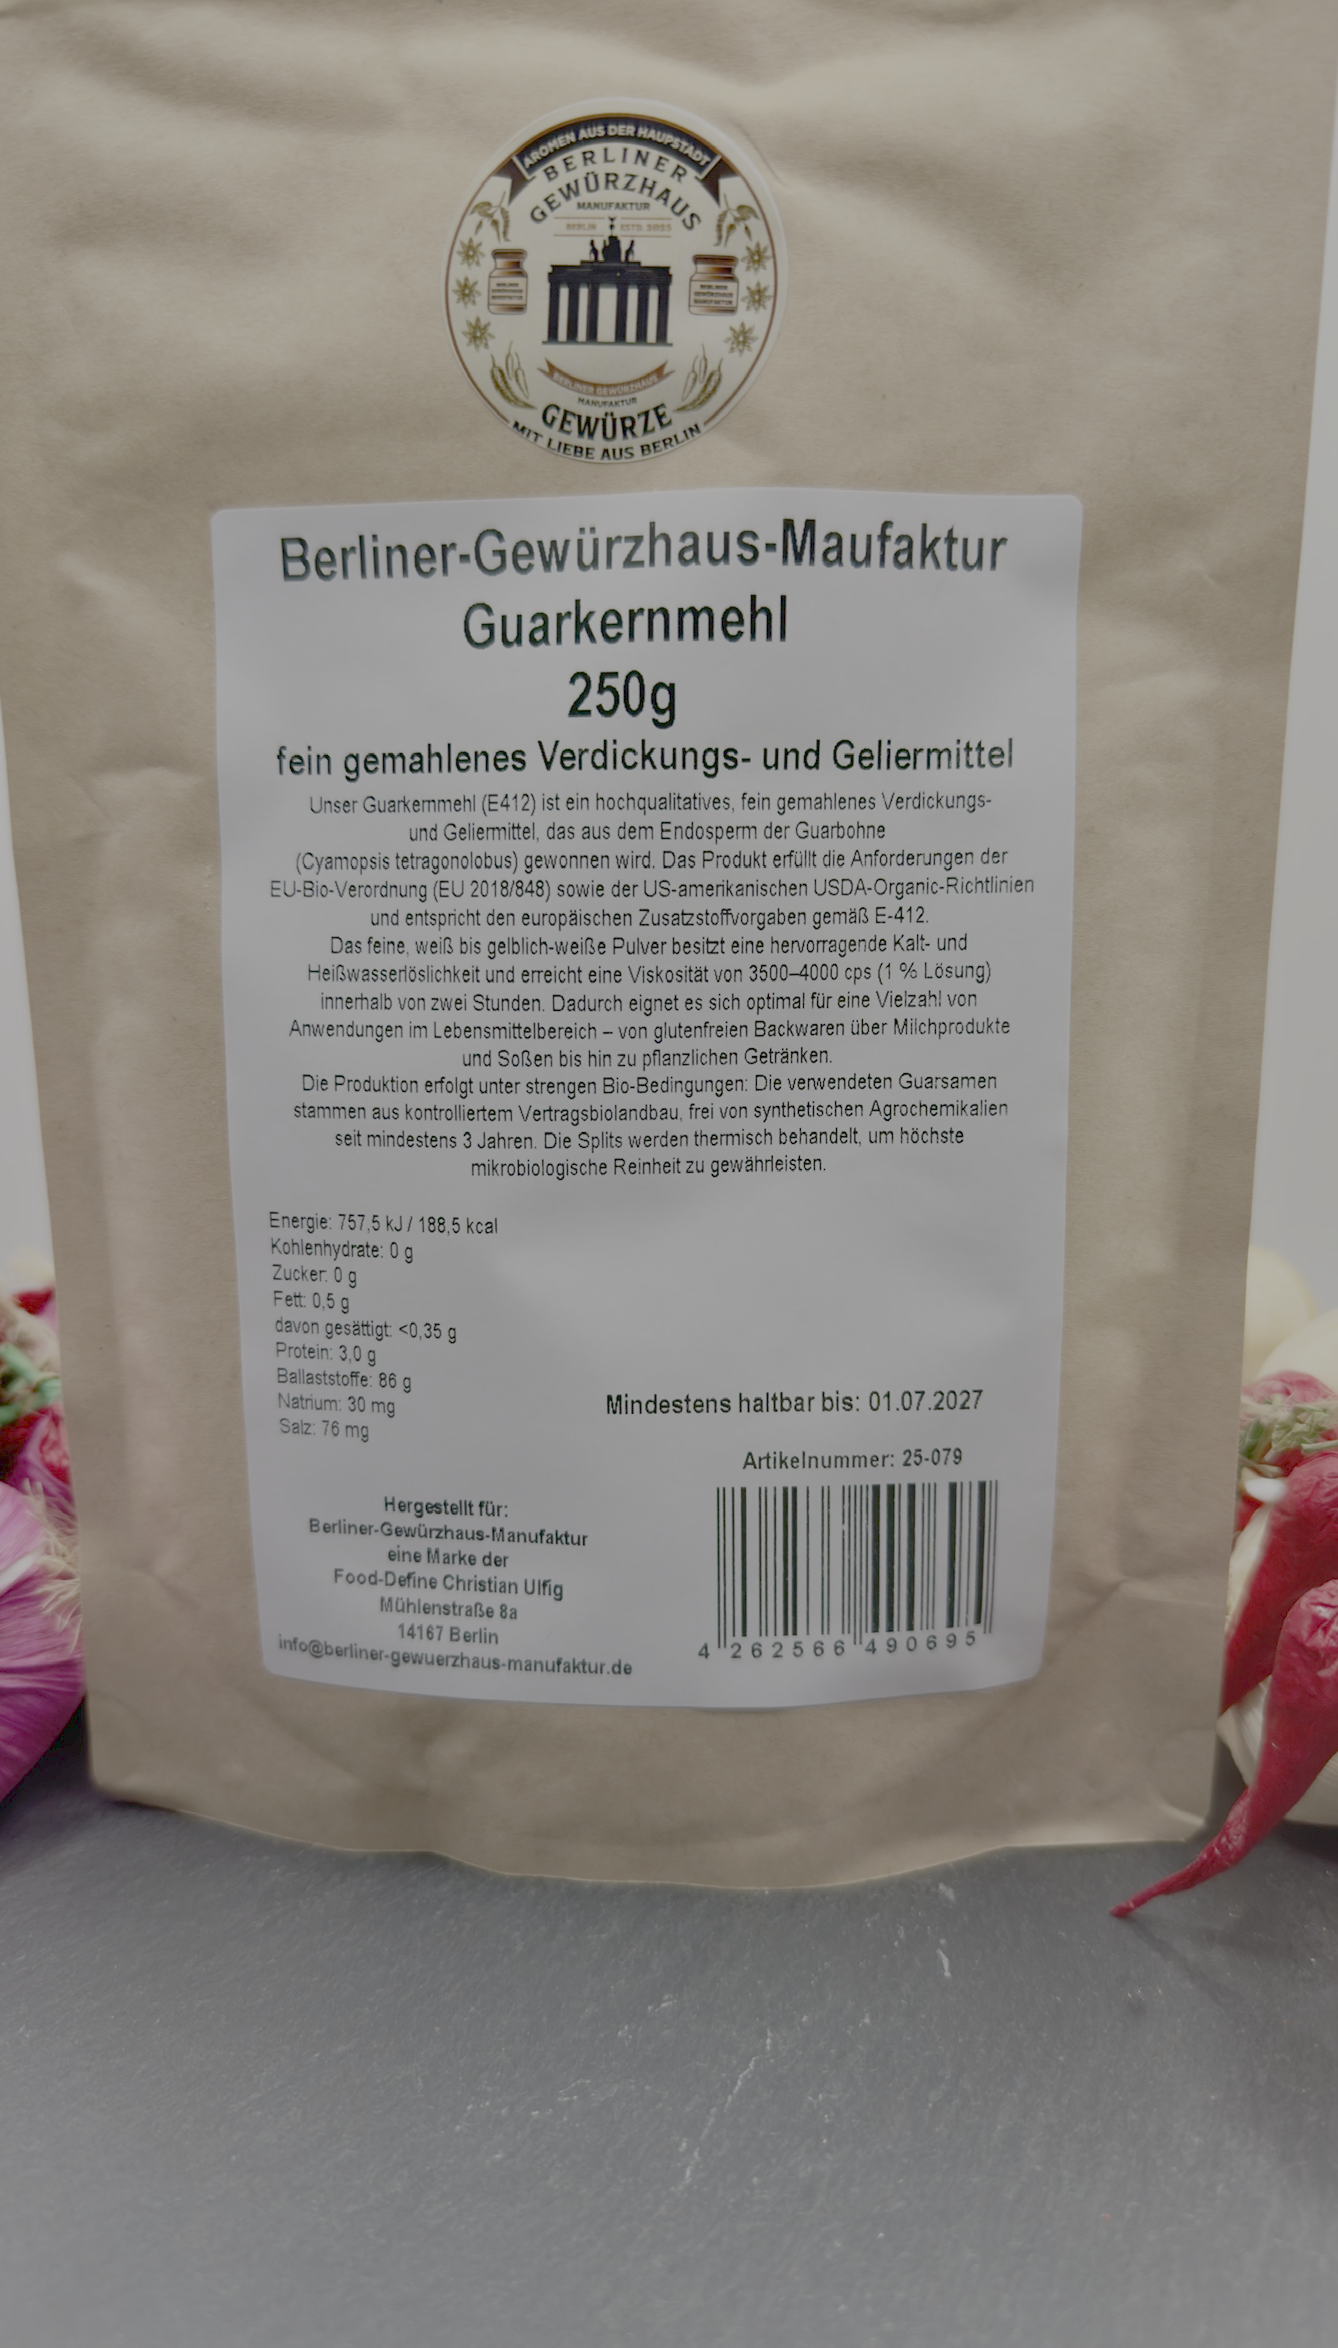 AROMEN AUS DER HAUPSTADT
BERLINER
GEWÜRZHAUS
MANUFAKTUR
BERLIN ESTD.
BERLINER GEWÜRZHAUS
MANUFAKTUR
GEWÜRZE
MIT LIEBE AUS BERLIN
Berliner-Gewürzhaus-Maufaktur
Guarkernmehl
250g
fein gemahlenes Verdickungs- und Geliermittel
Unser Guarkernmehl (E412) ist ein hochqualitatives, fein gemahlenes Verdickungs-
und Geliermittel, das aus dem Endosperm der Guarbohne
(Cyamopsis tetragonolobus) gewonnen wird. Das Produkt erfüllt die Anforderungen der
EU-Bio-Verordnung (EU 2018/848) sowie der US-amerikanischen USDA-Organic-Richtlinien
und entspricht den europäischen Zusatzstoffvorgaben gemäß E-412.
Das feine, weiß bis gelblich-weiße Pulver besitzt eine hervorragende Kalt- und
Heißwasserlöslichkeit und erreicht eine Viskosität von 3500–4000 cps (1 % Lösung)
innerhalb von zwei Stunden. Dadurch eignet es sich optimal für eine Vielzahl von
Anwendungen im Lebensmittelbereich – von glutenfreien Backwaren über Milchprodukte
und Soßen bis hin zu pflanzlichen Getränken.
Die Produktion erfolgt unter strengen Bio-Bedingungen: Die verwendeten Guarsamen
stammen aus kontrolliertem Vertragsbiolandbau, frei von synthetischen Agrochemikalien
seit mindestens 3 Jahren. Die Splits werden thermisch behandelt, um höchste
mikrobiologische Reinheit zu gewährleisten.
Energie: 757,5 kJ / 188,5 kcal
Kohlenhydrate: 0 g
Zucker: 0 g
Fett: 0,5 g
davon gesättigt: <0,35 g
Protein: 3,0 g
Ballaststoffe: 86 g
Natrium: 30 mg
Salz: 76 mg
Mindestens haltbar bis: 01.07.2027
Artikelnummer: 25-079
Hergestellt für:
Berliner-Gewürzhaus-Manufaktur
eine Marke der
Food-Define Christian Ulfig
Mühlenstraße 8a
14167 Berlin
info@berliner-gewuerzhaus-manufaktur.de
4 262566 490695